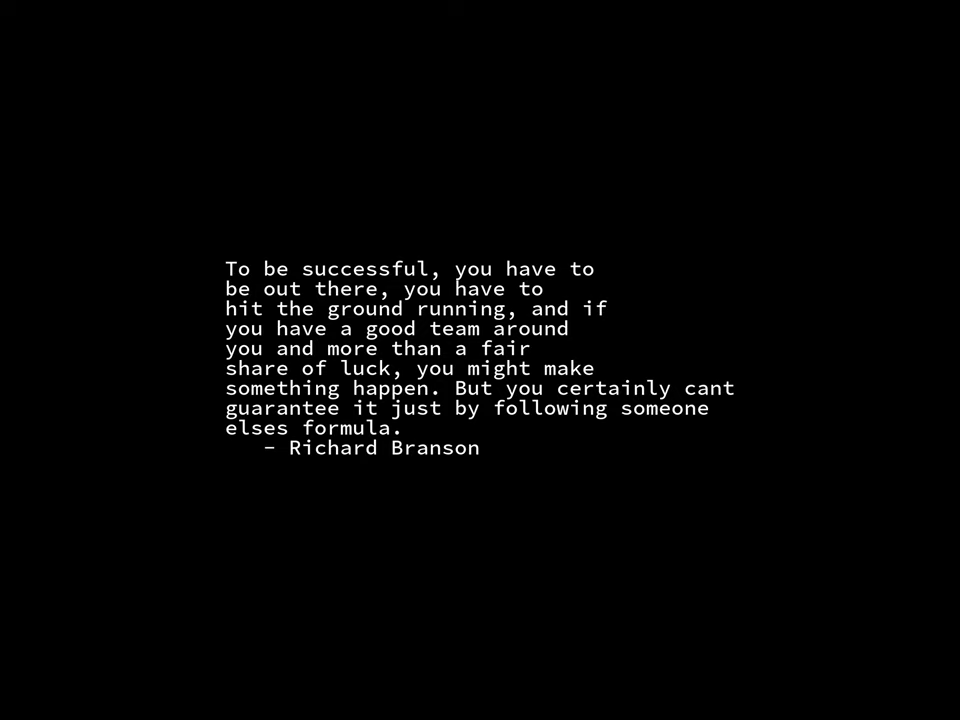 To be successful, you have to
be out there, you have to
hit the ground running, and if
you have a good team around
you and more than a fair
share of luck, you might make
something happen. But you certainly cant
guarantee it just by following someone
elses formula.
- Richard Branson